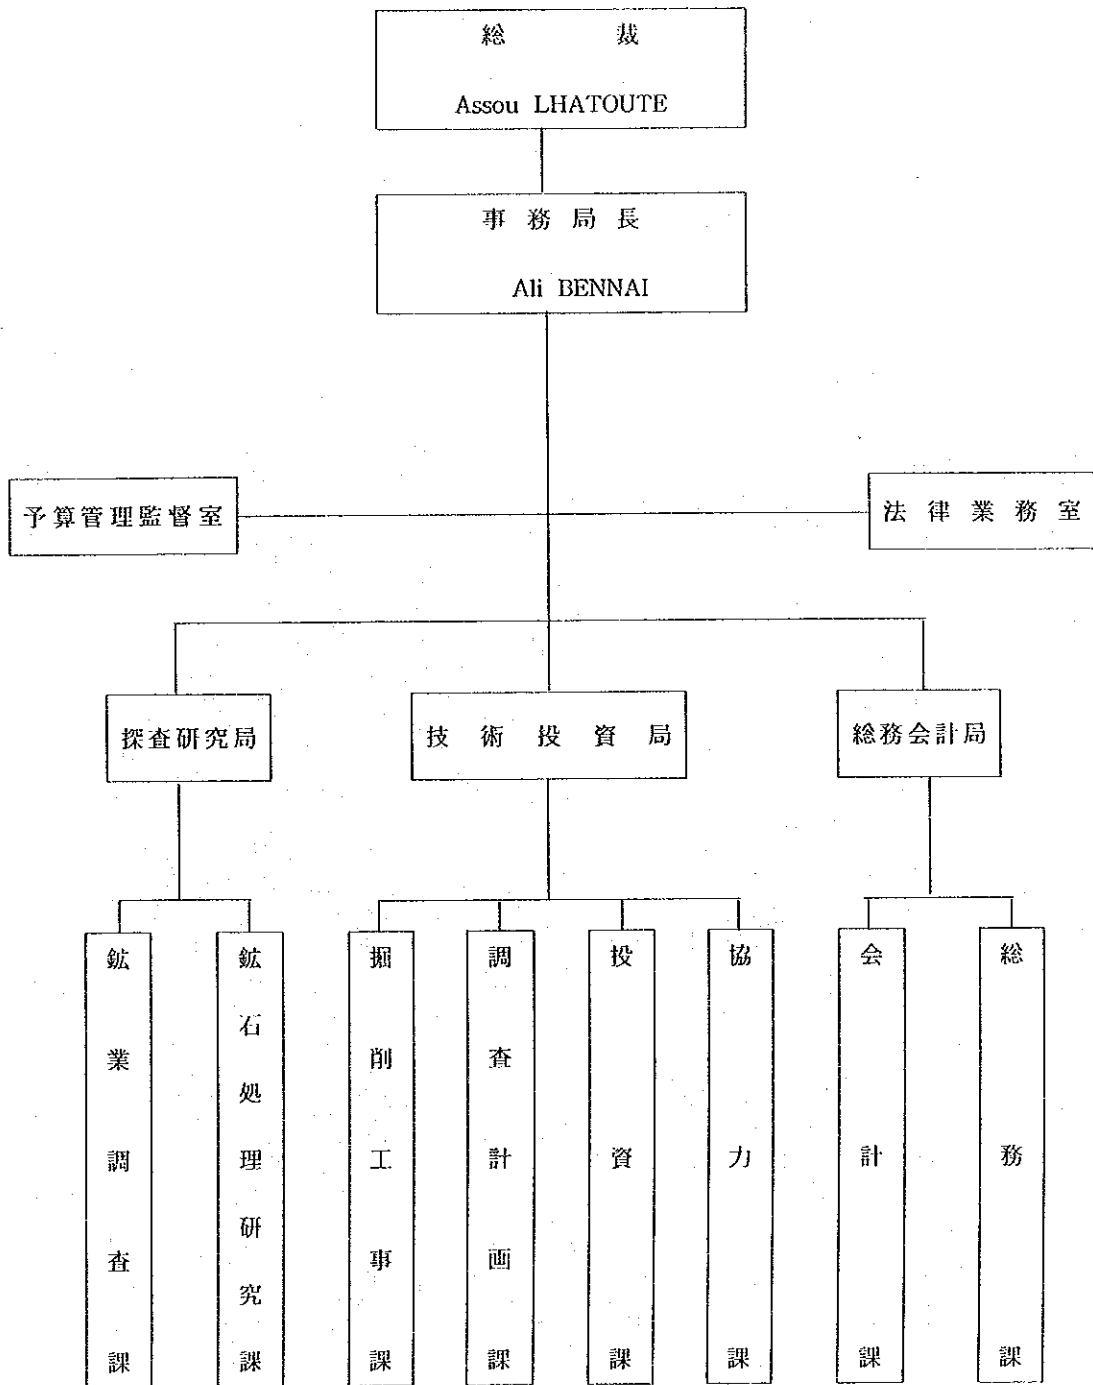 総裁
Assou LHATOUTE
事務局長
Ali BENNAI
予算管理監督室
法律業務室
探査研究局
技術投資局
総務会計局
鉱業調査課
鉱石処理研究課
掘削工事課
調査計画課
投資課
協力課
会計課
総務課